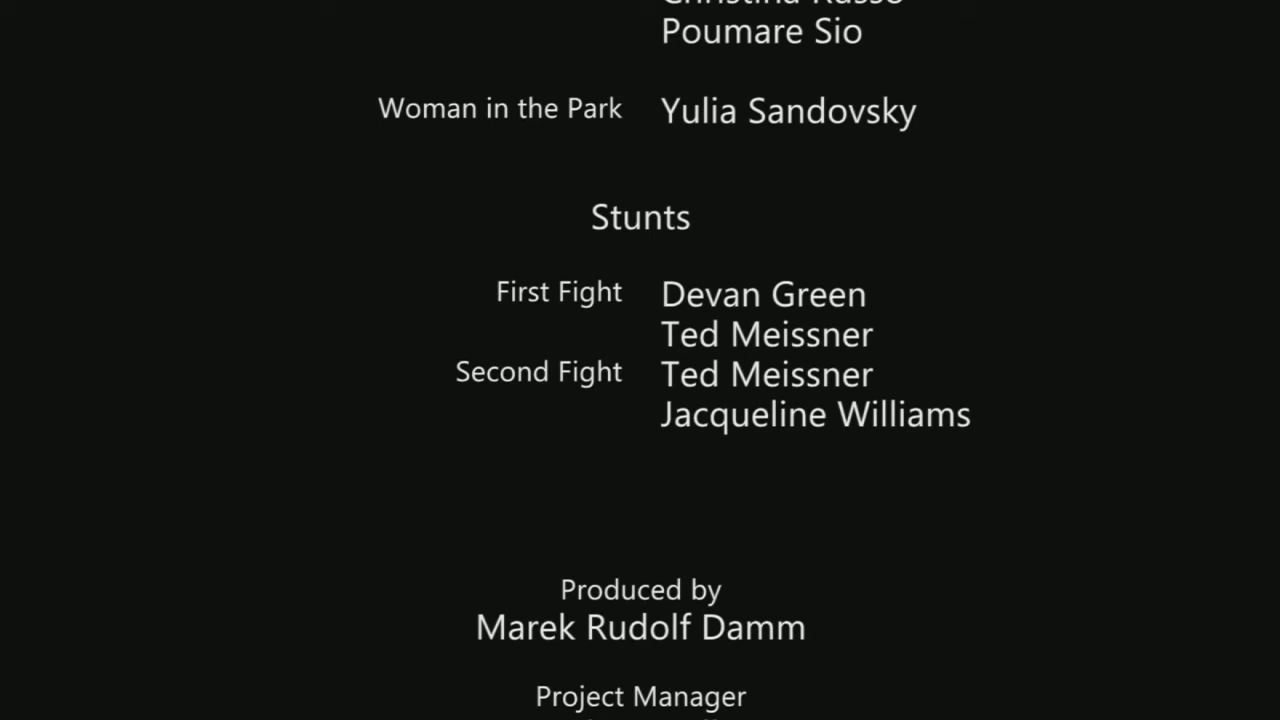 Poumare Sio
Woman in the Park Yulia Sandovsky
Stunts
First Fight Devan Green
Ted Meissner
Second Fight Ted Meissner
Jacqueline Williams
Produced by
Marek Rudolf Damm
Project Manager